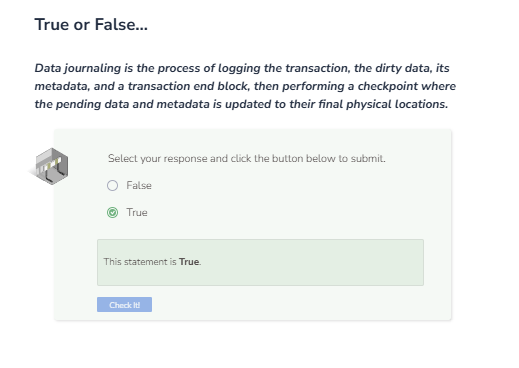 True or False...
Data journaling is the process of logging the transaction, the dirty data, its
metadata, and a transaction end block, then performing a checkpoint where
the pending data and metadata is updated to their final physical locations.
Select your response and click the button below to submit.
False
True
This statement is True.
Check It!